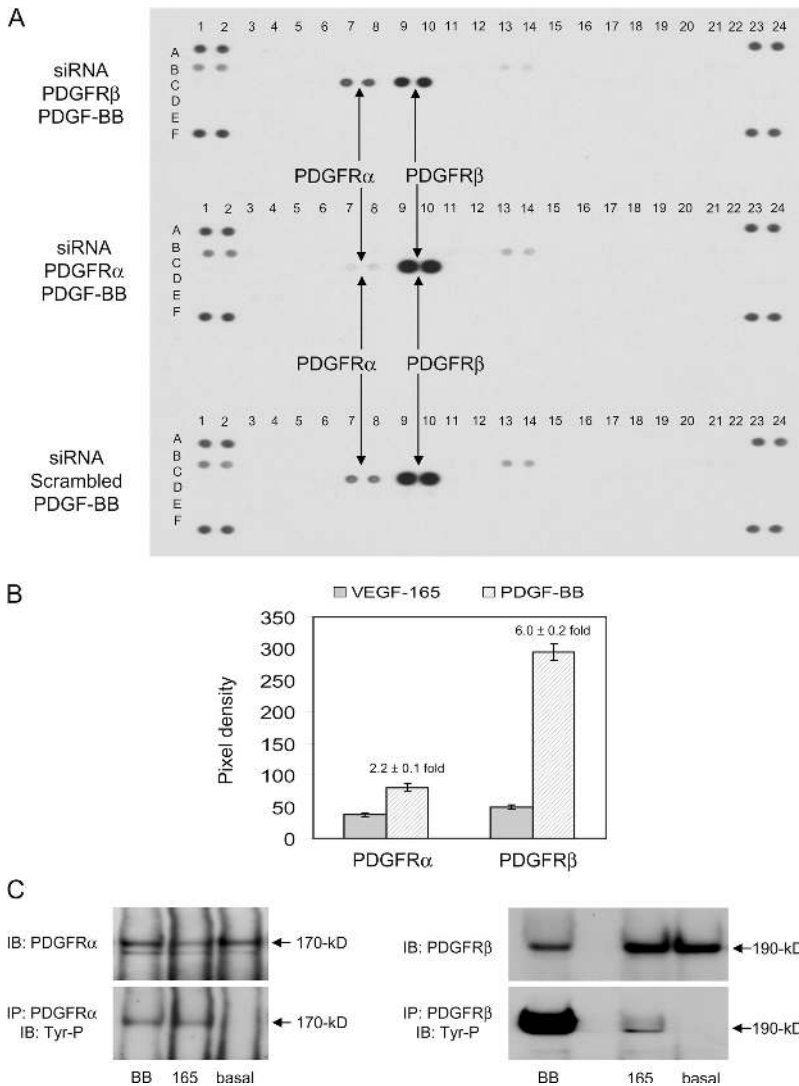 A
1 2 3 4 5 6 7 8 9 10 11 12 13 14 15 16 17 18 19 20 21 22 23 24
siRNA
PDGFRβ
PDGF-BB
A
B
C
D
E
F
PDGFRα PDGFRβ
1 2 3 4 5 6 7 8 9 10 11 12 13 14 15 16 17 18 19 20 21 22 23 24
siRNA
PDGFRα
PDGF-BB
A
B
C
D
E
F
PDGFRα PDGFRβ
1 2 3 4 5 6 7 8 9 10 11 12 13 14 15 16 17 18 19 20 21 22 23 24
siRNA
Scrambled
PDGF-BB
A
B
C
D
E
F
B
VEGF-165 PDGF-BB
Pixel density
350
300
250
200
150
100
50
0
2.2 ± 0.1 fold
6.0 ± 0.2 fold
PDGFRα PDGFRβ
C
IB: PDGFRα
170-kD
IP: PDGFRα
IB: Tyr-P
170-kD
BB 165 basal
IB: PDGFRβ
190-kD
IP: PDGFRβ
IB: Tyr-P
190-kD
BB 165 basal